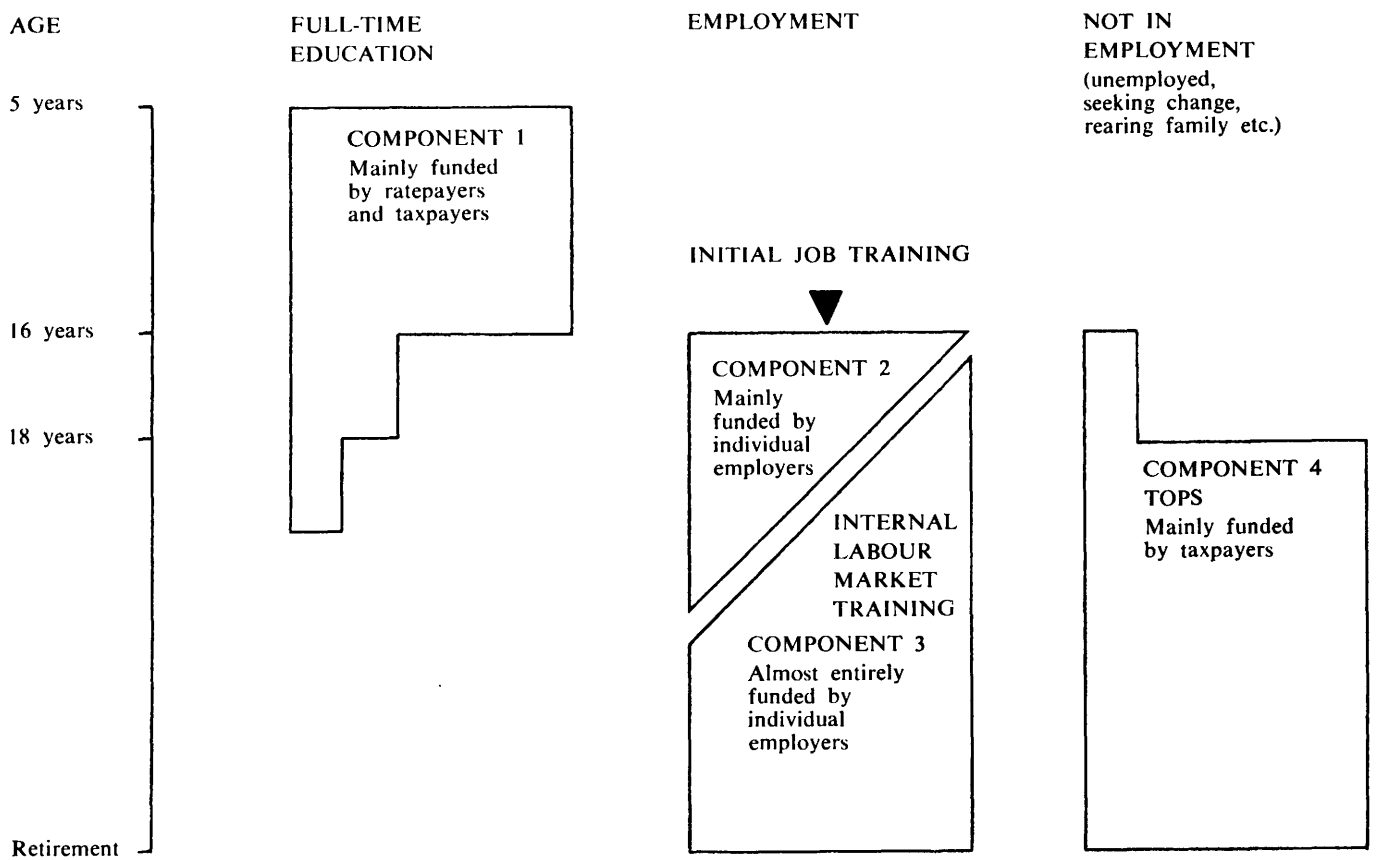 AGE
FULL-TIME
EDUCATION
EMPLOYMENT
NOT IN
EMPLOYMENT
(unemployed,
seeking change,
rearing family etc.)
5 years
COMPONENT 1
Mainly funded
by ratepayers
and taxpayers
INITIAL JOB TRAINING
16 years
COMPONENT 2
Mainly
funded by
individual
employers
18 years
COMPONENT 4
TOPS
Mainly funded
by taxpayers
INTERNAL
LABOUR
MARKET
TRAINING
COMPONENT 3
Almost entirely
funded by
individual
employers
Retirement